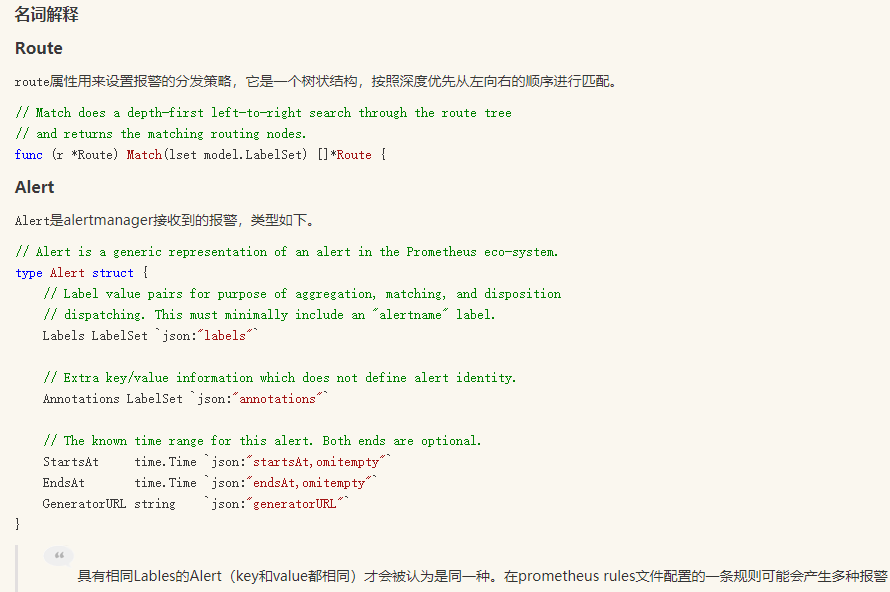 名词解释
Route
route属性用来设置报警的分发策略，它是一个树状结构，按照深度优先从左向右的顺序进行匹配。
// Match does a depth-first left-to-right search through the route tree
// and returns the matching routing nodes.
func (r *Route) Match(lset model.LabelSet) []*Route {
Alert
Alert是alertmanager接收到的报警，类型如下。
// Alert is a generic representation of an alert in the Prometheus eco-system.
type Alert struct {
    // Label value pairs for purpose of aggregation, matching, and disposition
    // dispatching. This must minimally include an "alertname" label.
    Labels LabelSet `json:"labels"`
    // Extra key/value information which does not define alert identity.
    Annotations LabelSet `json:"annotations"`
    // The known time range for this alert. Both ends are optional.
    StartsAt     time.Time `json:"startsAt,omitempty"`
    EndsAt       time.Time `json:"endsAt,omitempty"`
    GeneratorURL string    `json:"generatorURL"`
}
“
具有相同Lables的Alert（key和value都相同）才会被认为是同一种。在prometheus rules文件配置的一条规则可能会产生多种报警